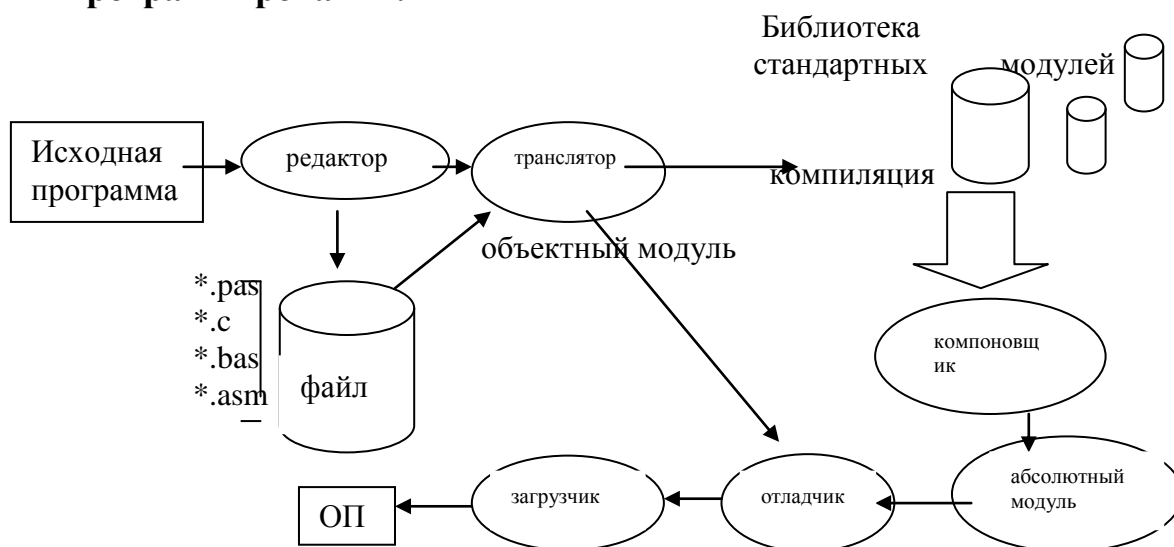 Библиотека
стандартных модулей
Исходная
программа
редактор
транслятор
компиляция
объектный модуль
*.pas
*.c
*.bas
*.asm
файл
компоновщ
ик
абсолютный
модуль
отладчик
загрузчик
ОП